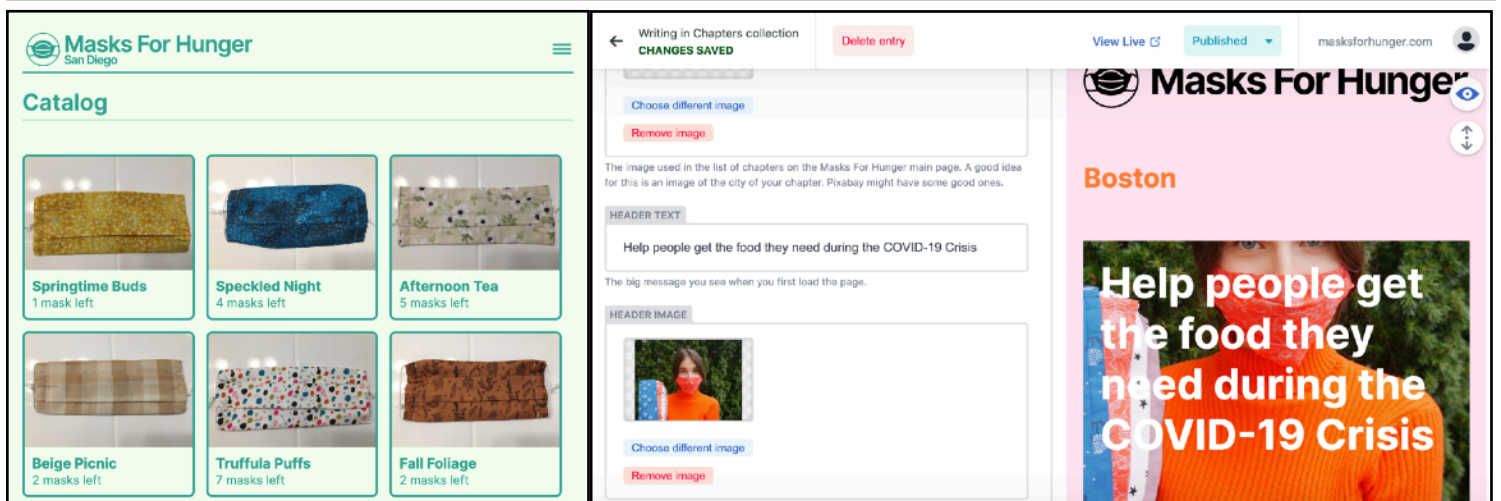 Masks For Hunger
San Diego
Catalog
Springtime Buds
1 mask left
Speckled Night
4 masks left
Afternoon Tea
5 masks left
Beige Picnic
2 masks left
Truffula Puffs
7 masks left
Fall Foliage
2 masks left
Writing in Chapters collection
CHANGES SAVED
Delete entry
View Live
Published
masksforhunger.com
Choose different image
Remove image
The image used in the list of chapters on the Masks For Hunger main page. A good idea
for this is an image of the city of your chapter. Pixabay might have some good ones.
HEADER TEXT
Help people get the food they need during the COVID-19 Crisis
The big message you see when you first load the page.
HEADER IMAGE
Choose different image
Remove image
Masks For Hunger
Boston
Help people get
the food they
need during the
COVID-19 Crisis